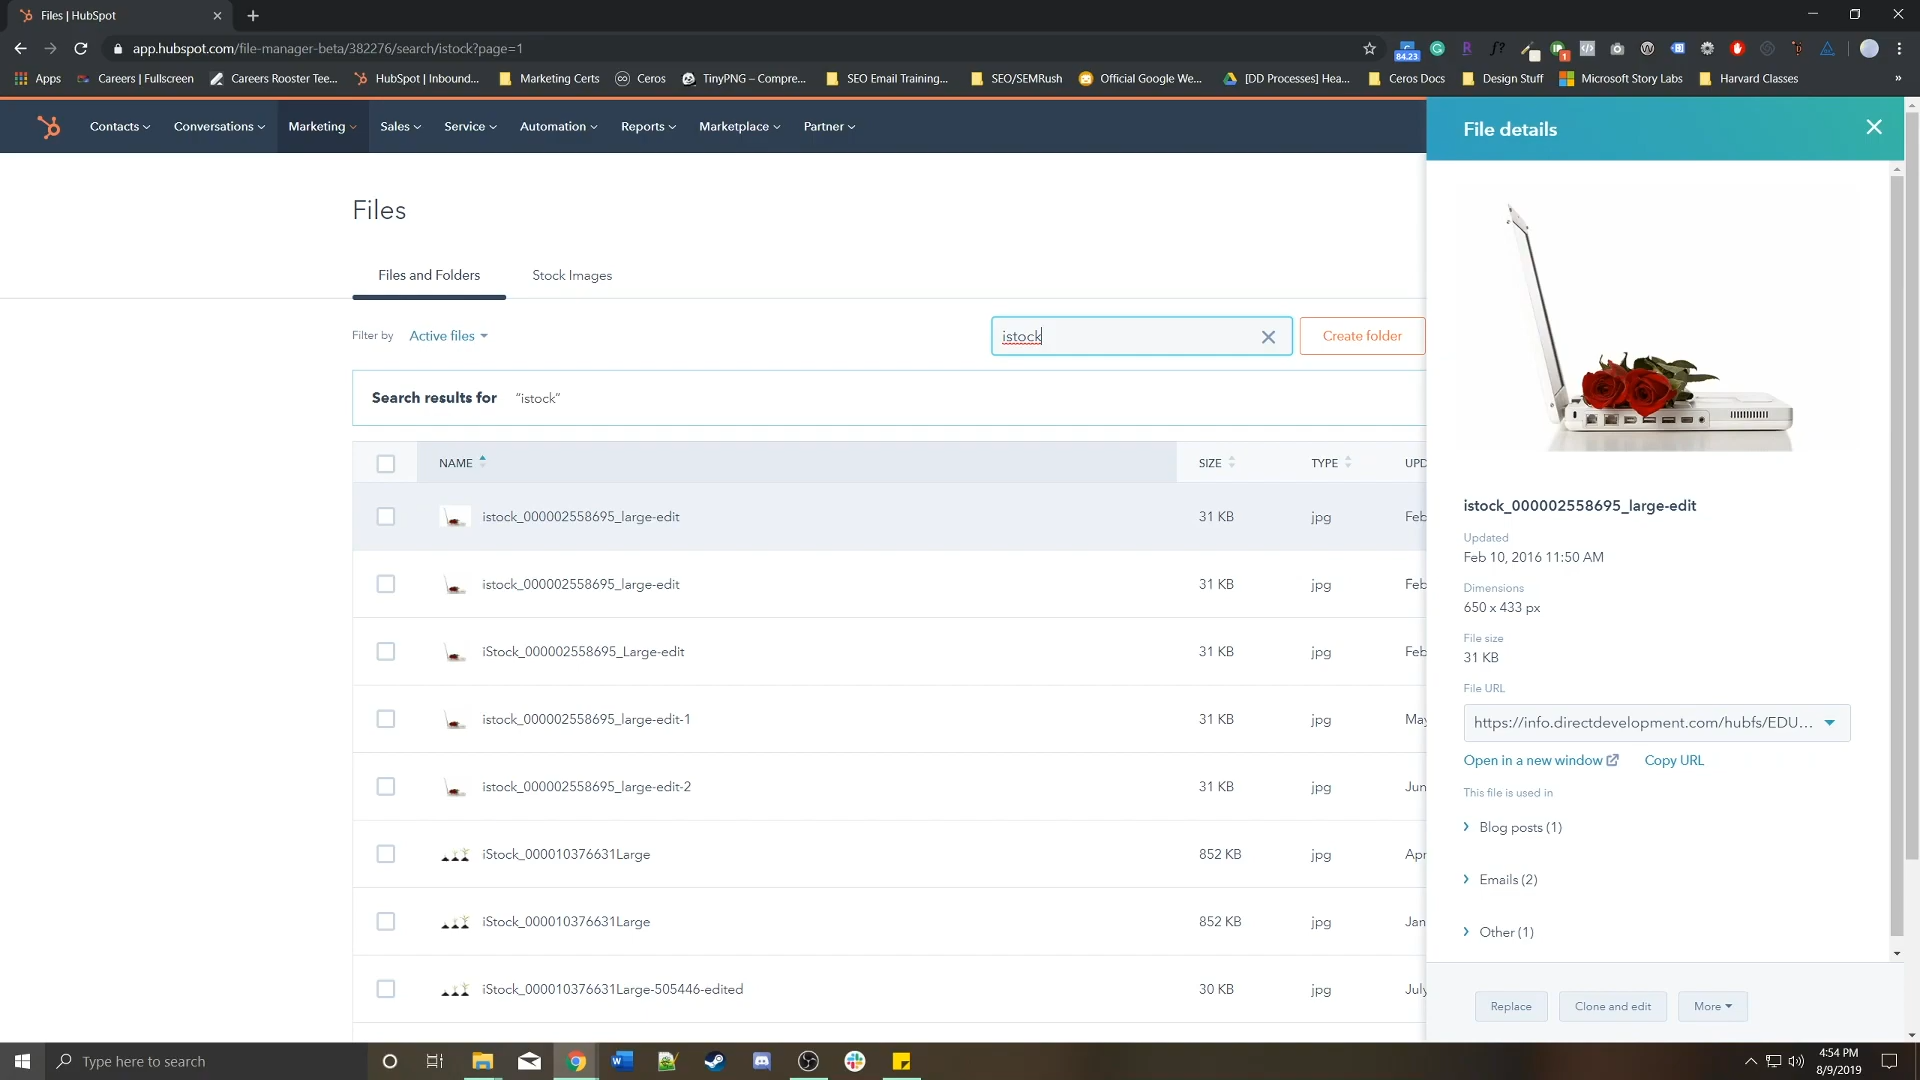 Files | HubSpot
app.hubspot.com/file-manager-beta/382276/search/istock?page=1
84.23
R
f?
1
Apps
Careers | Fullscreen
Careers Rooster Tee...
HubSpot | Inbound...
Marketing Certs
Ceros
TinyPNG – Compre...
SEO Email Training...
SEO/SEMRush
Official Google We...
[DD Processes] Hea...
Ceros Docs
Design Stuff
Microsoft Story Labs
Harvard Classes
»
Contacts
Conversations
Marketing
Sales
Service
Automation
Reports
Marketplace
Partner
File details
Files
Files and Folders
Stock Images
Filter by
Active files
istock
Create folder
Search results for “istock”
NAME SIZE TYPE UPD
istock_000002558695_large-edit 31 KB jpg Feb
istock_000002558695_large-edit 31 KB jpg Feb
iStock_000002558695_Large-edit 31 KB jpg Feb
istock_000002558695_large-edit-1 31 KB jpg May
istock_000002558695_large-edit-2 31 KB jpg Jun
iStock_000010376631Large 852 KB jpg Apr
iStock_000010376631Large 852 KB jpg Jan
iStock_000010376631Large-505446-edited 30 KB jpg July
istock_000002558695_large-edit
Updated
Feb 10, 2016 11:50 AM
Dimensions
650 x 433 px
File size
31 KB
File URL
https://info.directdevelopment.com/hubfs/EDU...
Open in a new window
Copy URL
This file is used in
Blog posts (1)
Emails (2)
Other (1)
Replace
Clone and edit
More
Type here to search
4:54 PM
8/9/2019